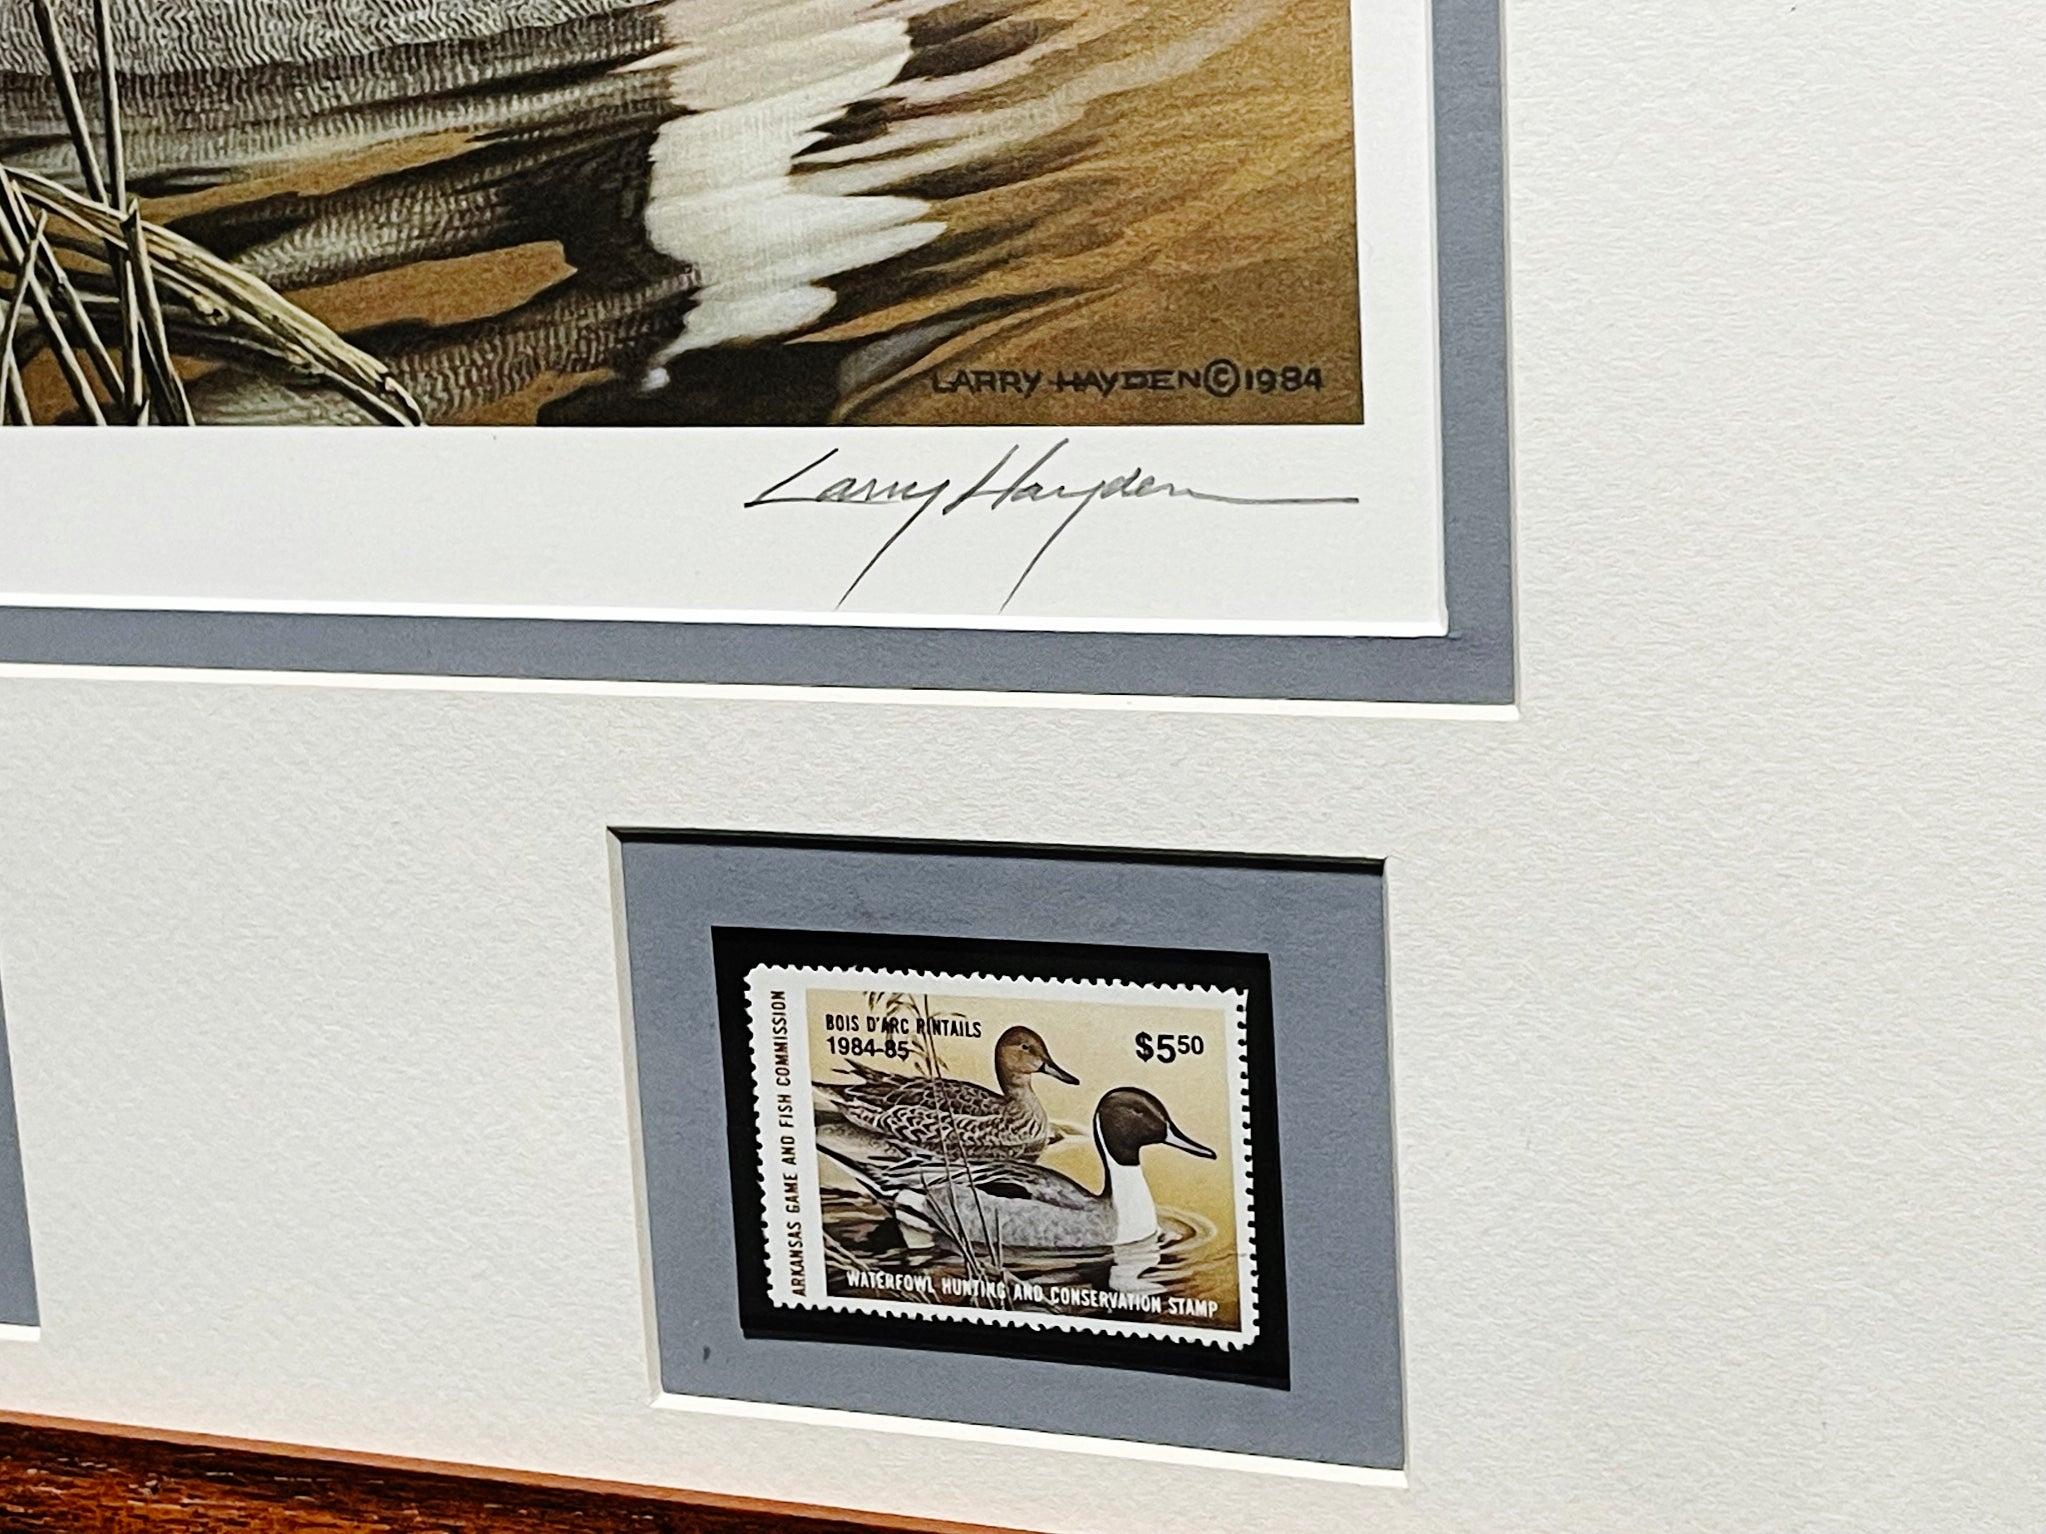 LARRY HAYDEN © 1984
Larry Hayden
ARKANSAS GAME AND FISH COMMISSION
BOIS D'ARC PINTAILS
1984-85
$5.50
WATERFOWL HUNTING AND CONSERVATION STAMP